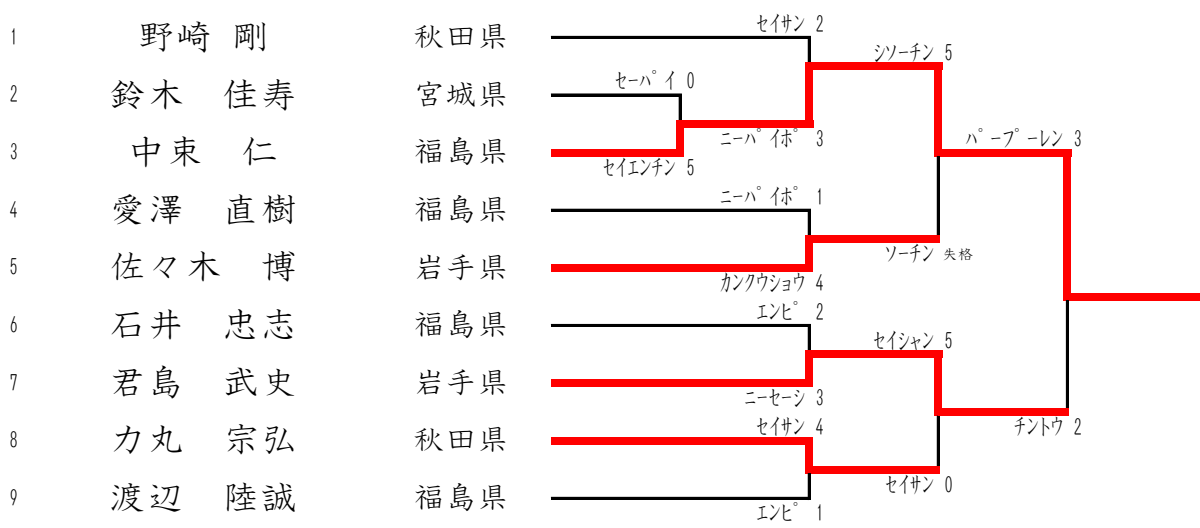 1 野崎 剛 秋田県
セイサン 2
シソーチン 5
2 鈴木 佳寿 宮城県
セーパイ 0
ニーパイポ 3
パープーレン 3
3 中束 仁 福島県
セイエンチン 5
4 愛澤 直樹 福島県
ニーパイポ 1
ソーチン 失格
5 佐々木 博 岩手県
カンクウショウ 4
6 石井 忠志 福島県
エンピ 2
セイシャン 5
7 君島 武史 岩手県
ニーセーシ 3
チントウ 2
8 力丸 宗弘 秋田県
セイサン 4
セイサン 0
9 渡辺 陸誠 福島県
エンピ 1